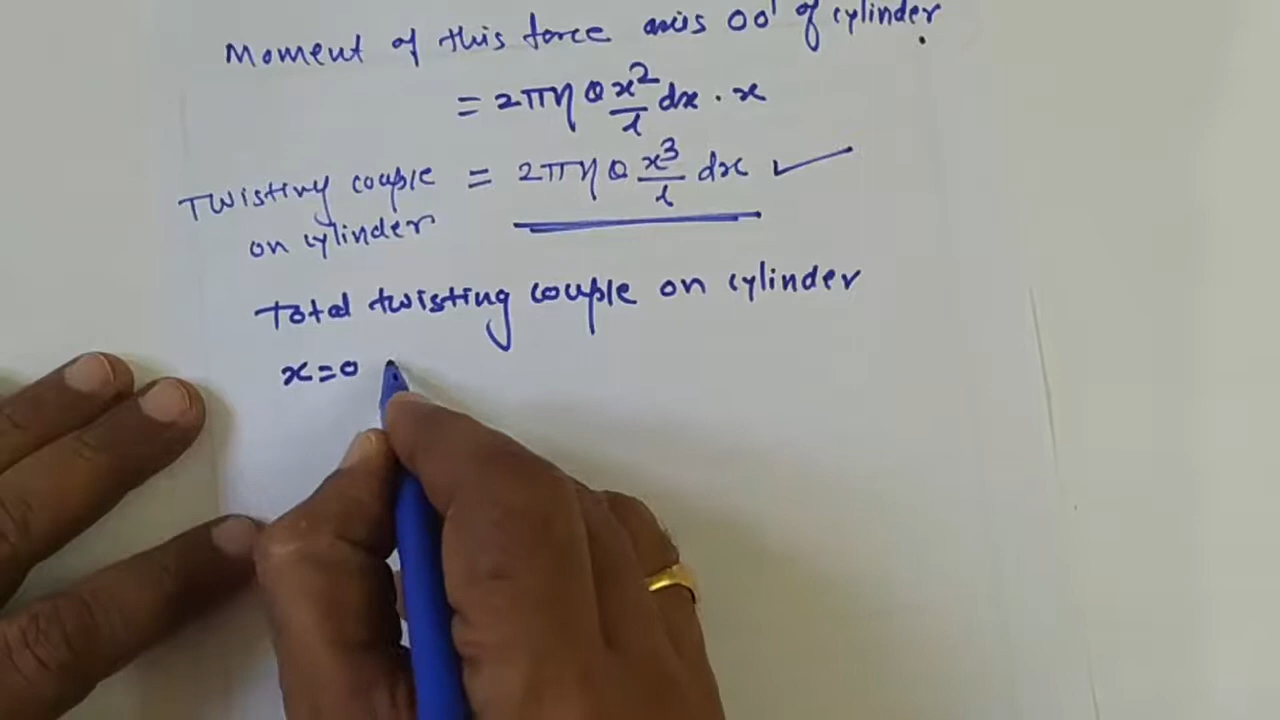 Moment of this force axis OO' of cylinder
= 2πηθ x²/l dx . x
Twisting couple = 2πηθ x³/l dx ✓
on cylinder
Total twisting couple on cylinder
x=0